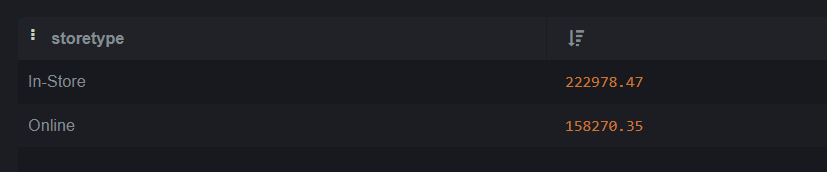 storetype
In-Store 222978.47
Online 158270.35